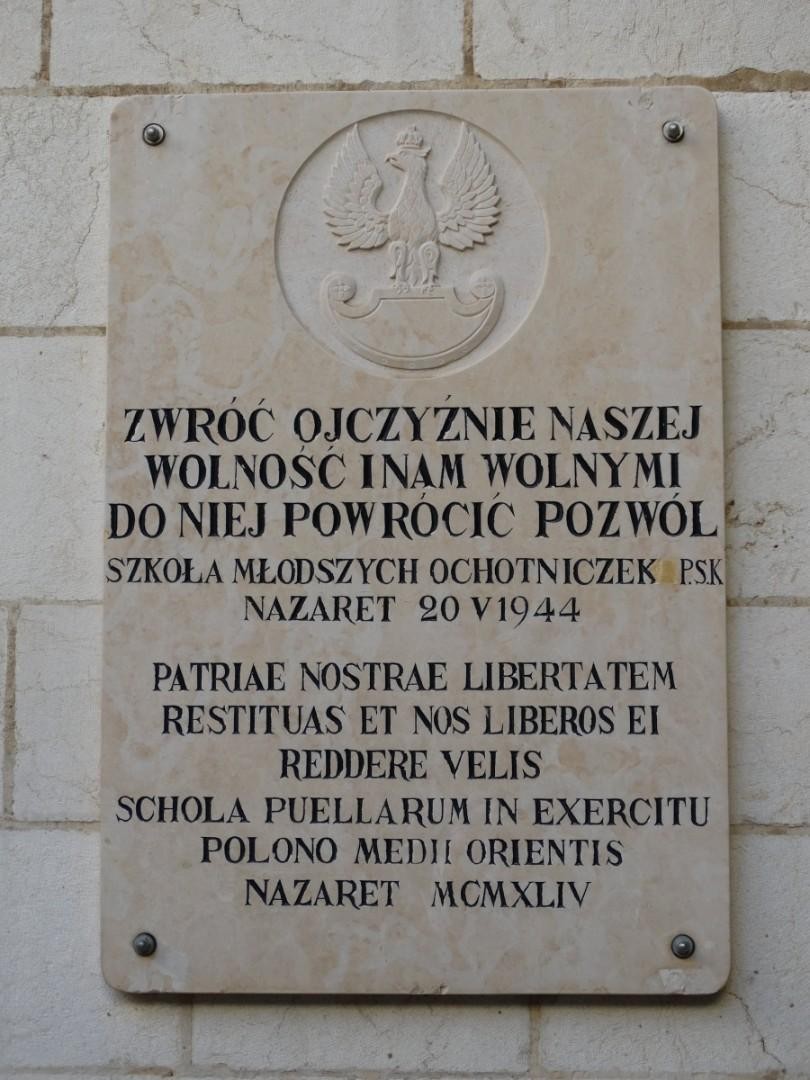 ZWRÓĆ OJCZYŹNIE NASZEJ
WOLNOŚĆ I NAM WOLNYMI
DO NIEJ POWRÓCIĆ POZWÓL
SZKOŁA MŁODSZYCH OCHOTNICZEK P.S.K
NAZARET 20 V 1944
PATRIAE NOSTRAE LIBERTATEM
RESTITUAS ET NOS LIBEROS EI
REDDERE VELIS
SCHOLA PUELLARUM IN EXERCITU
POLONO MEDII ORIENTIS
NAZARET MCMXLIV